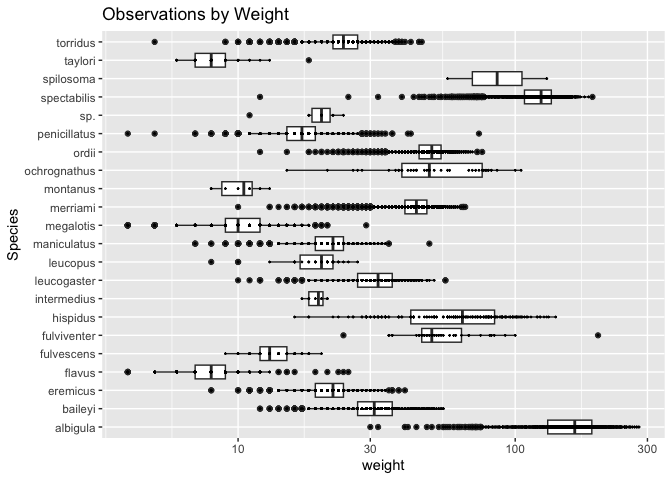 Observations by Weight
Species
torridus
taylori
spilosoma
spectabilis
sp.
penicillatus
ordii
ochrognathus
montanus
merriami
megalotis
maniculatus
leucopus
leucogaster
intermedius
hispidus
fulviventer
fulvescens
flavus
eremicus
baileyi
albigula
10 30 100 300
weight